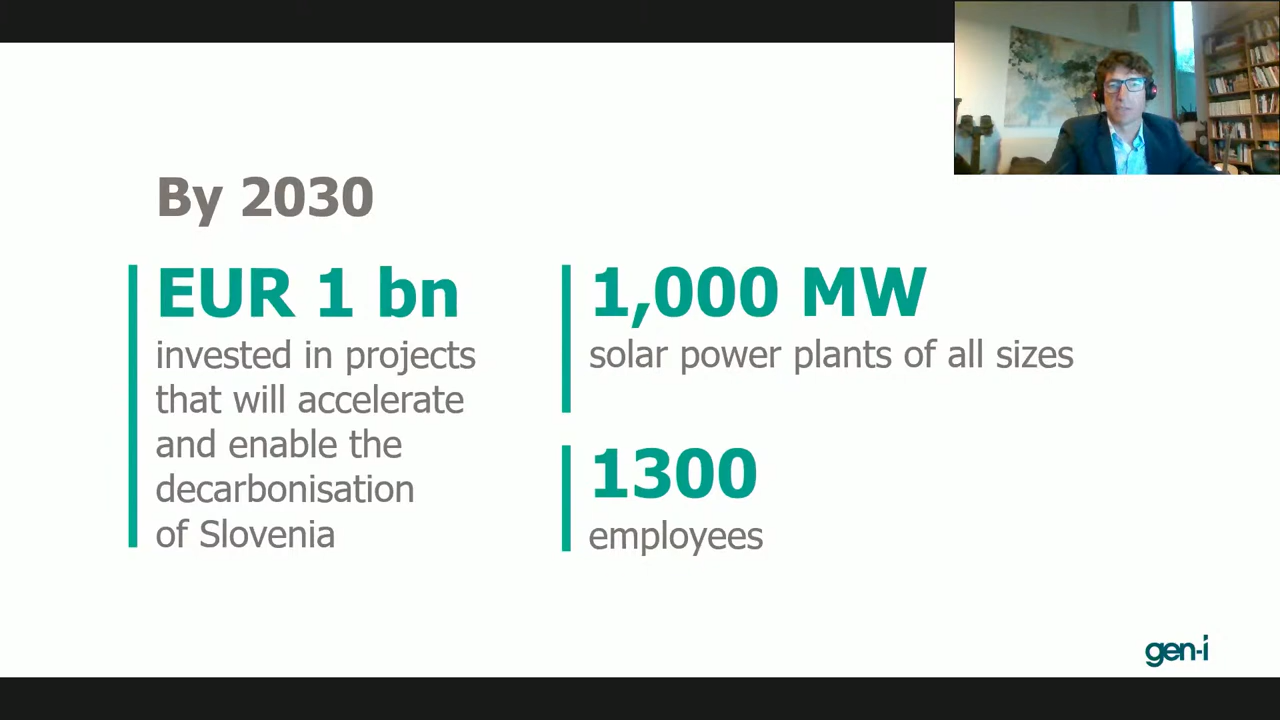 By 2030
EUR 1 bn
invested in projects
that will accelerate
and enable the
decarbonisation
of Slovenia
1,000 MW
solar power plants of all sizes
1300
employees
gen-i